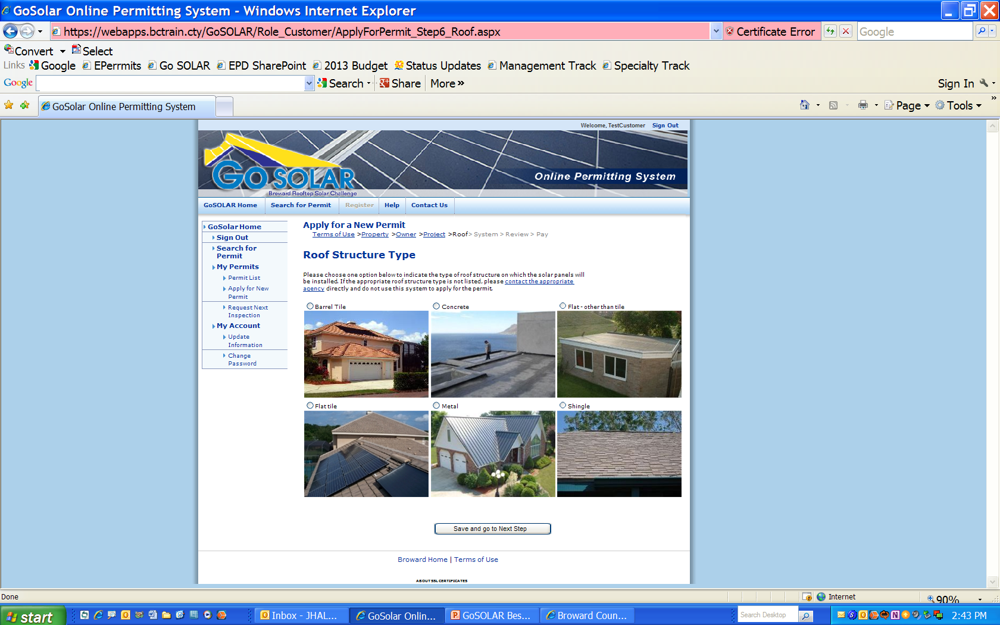 GoSolar Online Permitting System - Windows Internet Explorer
https://webapps.bctrain.cty/GoSOLAR/Role_Customer/ApplyForPermit_Step6_Roof.aspx
Certificate Error
Google
Convert
Select
Links Google EPermits Go SOLAR EPD SharePoint 2013 Budget Status Updates Management Track Specialty Track
Google Search Share More » Sign In
GoSolar Online Permitting System
Page Tools
Welcome, TestCustomer Sign Out
GO SOLAR
Broward Rooftop Solar Challenge
Online Permitting System
GoSOLAR Home Search for Permit Register Help Contact Us
GoSolar Home
Sign Out
Search for
Permit
My Permits
Permit List
Apply for New
Permit
Request Next
Inspection
My Account
Update
Information
Change
Password
Apply for a New Permit
Terms of Use >Property >Owner >Project >Roof> System > Review > Pay
Roof Structure Type
Please choose one option below to indicate the type of roof structure on which the solar panels will
be installed. If the appropriate roof structure type is not listed, please contact the appropriate
agency directly and do not use this system to apply for the permit.
Barrel Tile
Concrete
Flat - other than tile
Flat tile
Metal
Shingle
Save and go to Next Step
Broward Home | Terms of Use
ABOUT SSL CERTIFICATES
Done
Internet
90%
start
Inbox - JHAL...
GoSolar Onlin...
GoSOLAR Bes...
Broward Coun...
Search Desktop
2:43 PM